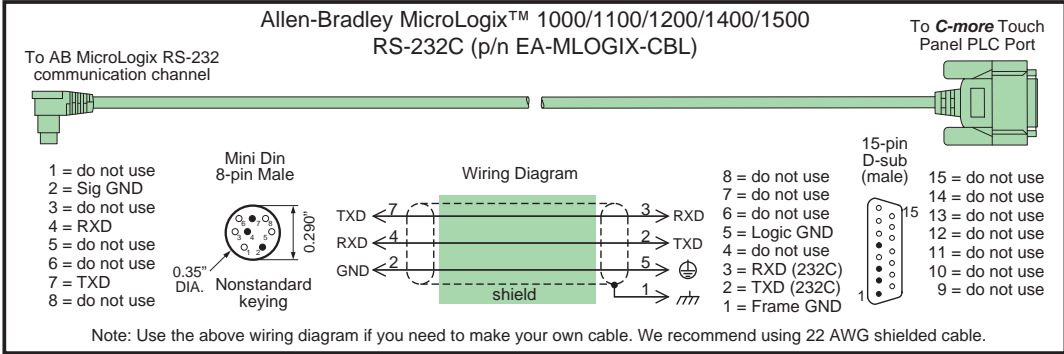 Allen-Bradley MicroLogix™ 1000/1100/1200/1400/1500
RS-232C (p/n EA-MLOGIX-CBL)
To AB MicroLogix RS-232
communication channel
To C-more Touch
Panel PLC Port
1 = do not use
2 = Sig GND
3 = do not use
4 = RXD
5 = do not use
6 = do not use
7 = TXD
8 = do not use
Mini Din
8-pin Male
6 7 8
3 4 5
1 2
0.290"
0.35"
DIA.
Nonstandard
keying
Wiring Diagram
TXD 7 3 RXD
RXD 4 2 TXD
GND 2 5
1
shield
8 = do not use
7 = do not use
6 = do not use
5 = Logic GND
4 = do not use
3 = RXD (232C)
2 = TXD (232C)
1 = Frame GND
15-pin
D-sub
(male)
15
1
15 = do not use
14 = do not use
13 = do not use
12 = do not use
11 = do not use
10 = do not use
9 = do not use
Note: Use the above wiring diagram if you need to make your own cable. We recommend using 22 AWG shielded cable.